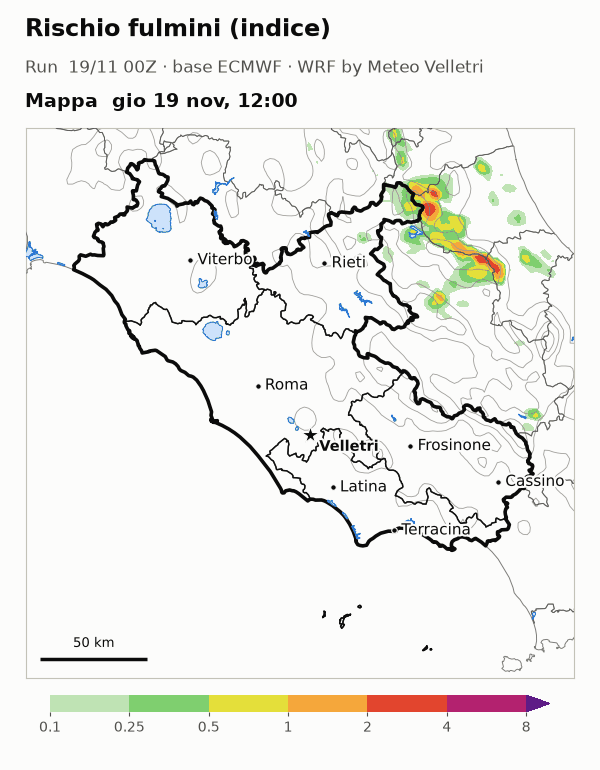 Rischio fulmini (indice)
Run 19/11 00Z · base ECMWF · WRF by Meteo Velletri
Mappa gio 19 nov, 12:00
Viterbo
Rieti
Roma
Velletri
Frosinone
Latina
Cassino
Terracina
50 km
0.1 0.25 0.5 1 2 4 8